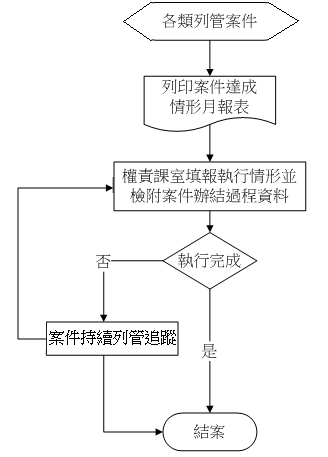 各類列管案件
列印案件達成
情形月報表
權責課室填報執行情形並
檢附案件辦結過程資料
執行完成
否
案件持續列管追蹤
是
結案